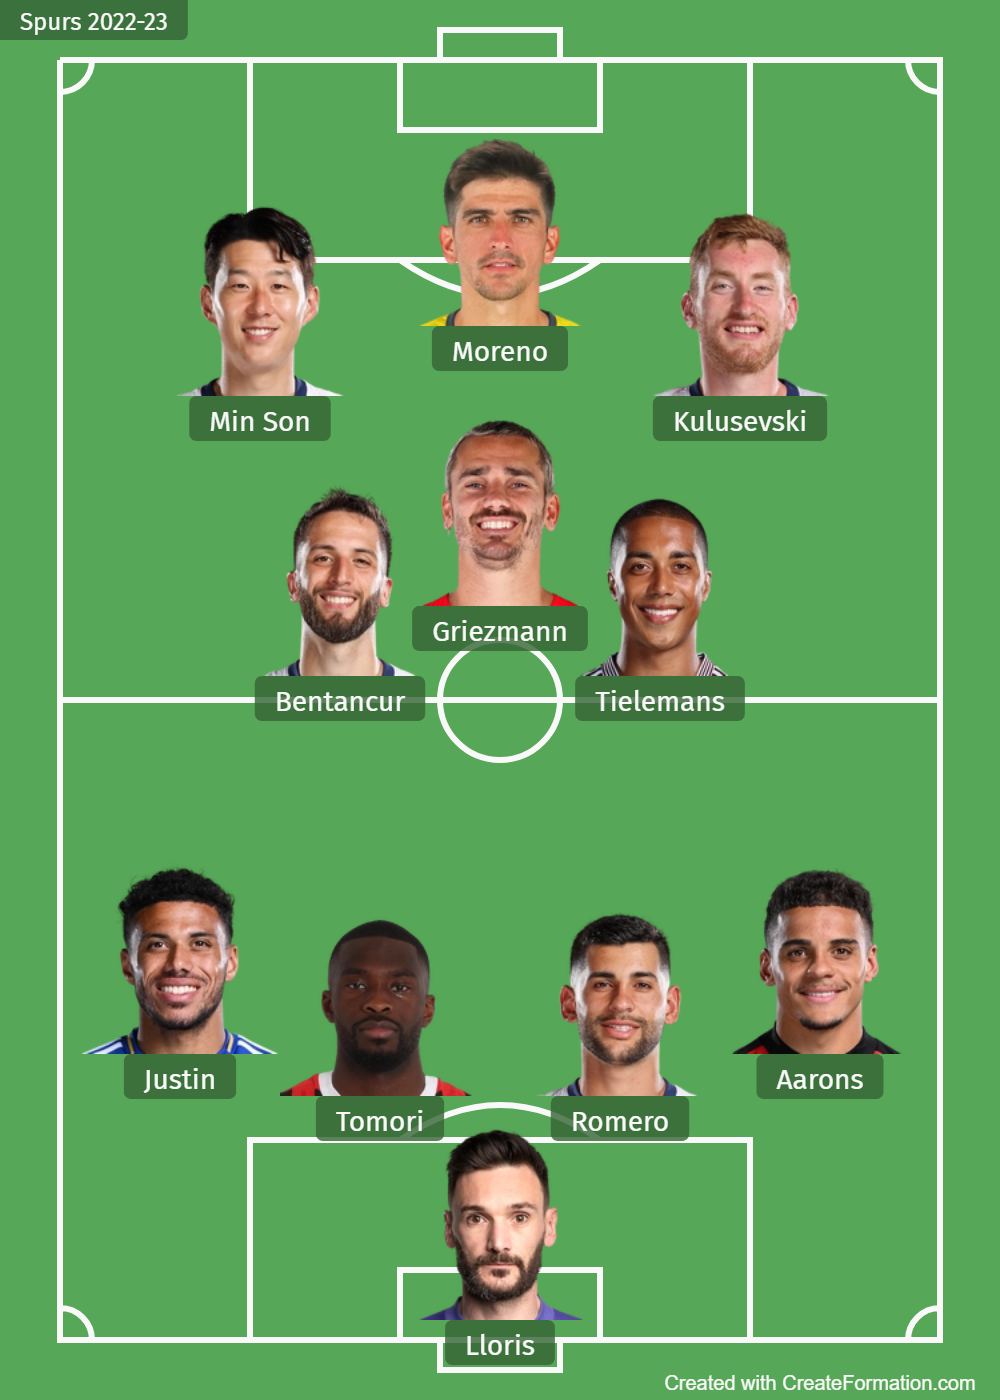 Spurs 2022-23
Moreno
Min Son
Kulusevski
Griezmann
Bentancur
Tielemans
Justin
Aarons
Tomori
Romero
Lloris
Created with CreateFormation.com